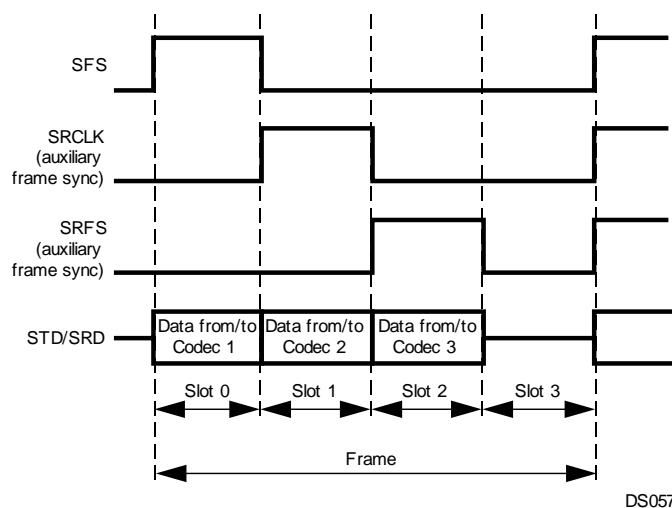 SFS
SRCLK
(auxiliary
frame sync)
SRFS
(auxiliary
frame sync)
STD/SRD
Data from/to
Codec 1
Data from/to
Codec 2
Data from/to
Codec 3
Slot 0
Slot 1
Slot 2
Slot 3
Frame
DS057